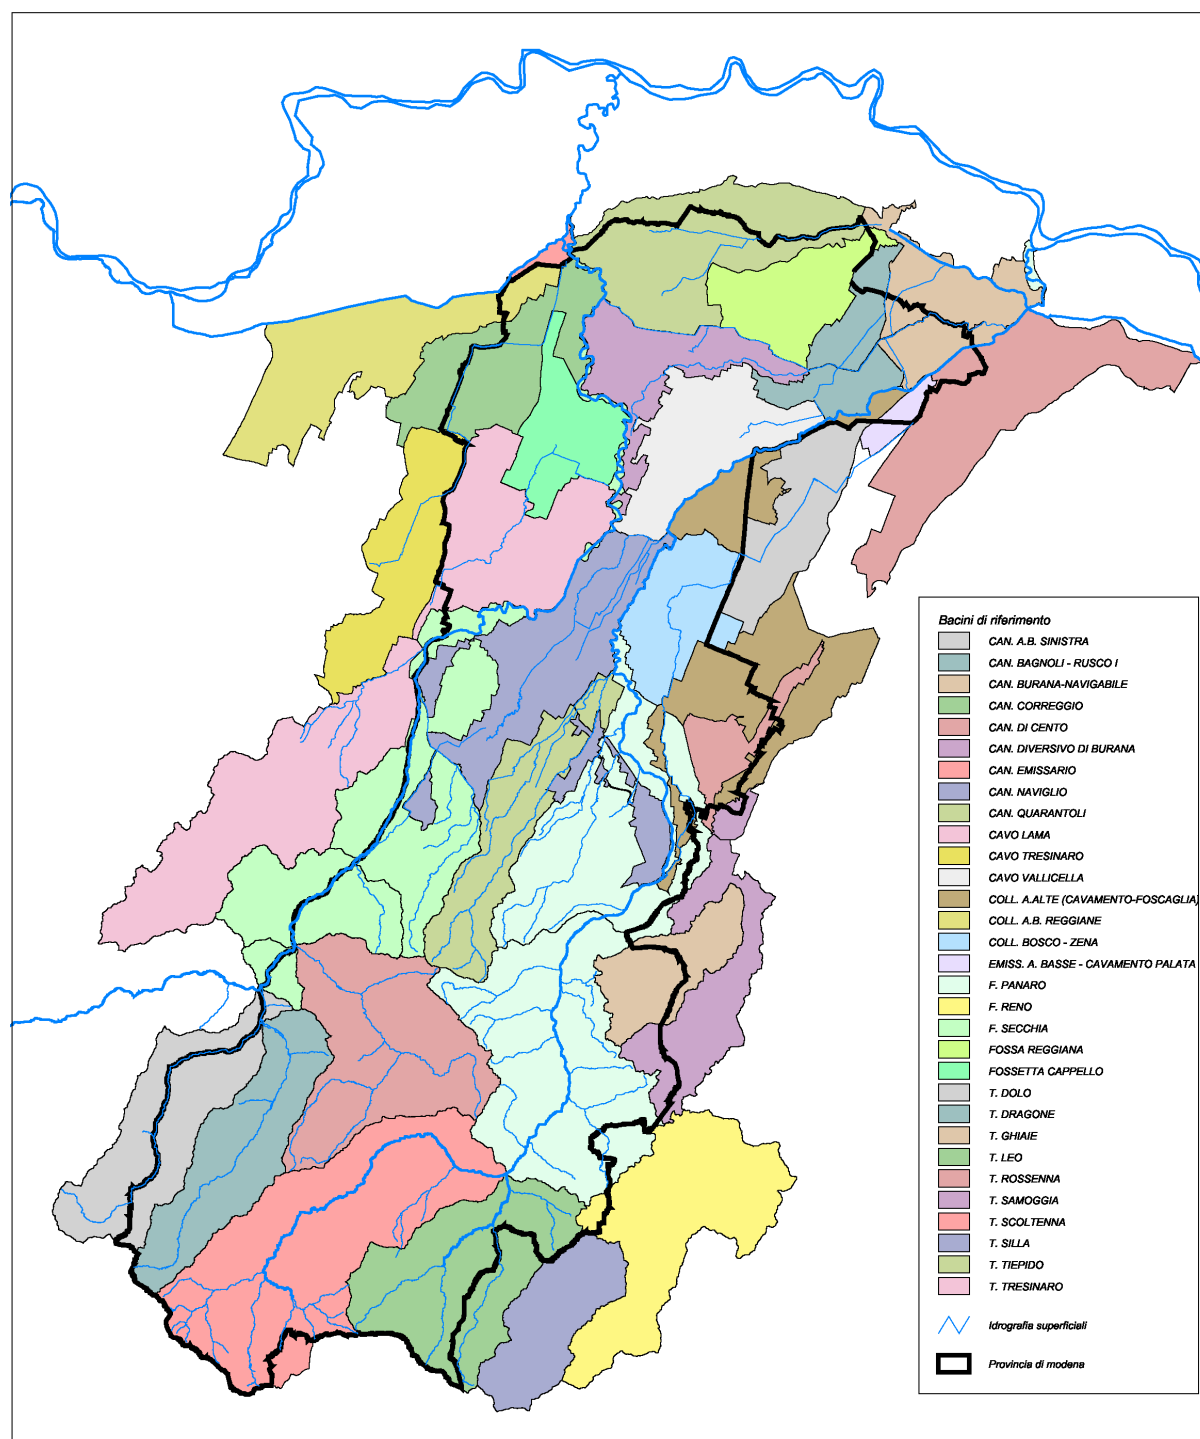 Bacini di riferimento
CAN. A.B. SINISTRA
CAN. BAGNOLI - RUSCO I
CAN. BURANA-NAVIGABILE
CAN. CORREGGIO
CAN. DI CENTO
CAN. DIVERSIVO DI BURANA
CAN. EMISSARIO
CAN. NAVIGLIO
CAN. QUARANTOLI
CAVO LAMA
CAVO TRESINARO
CAVO VALLICELLA
COLL. A.ALTE (CAVAMENTO-FOSCAGLIA)
COLL. A.B. REGGIANE
COLL. BOSCO - ZENA
EMISS. A. BASSE - CAVAMENTO PALATA
F. PANARO
F. RENO
F. SECCHIA
FOSSA REGGIANA
FOSSETTA CAPPELLO
T. DOLO
T. DRAGONE
T. GHIAIE
T. LEO
T. ROSSENNA
T. SAMOGGIA
T. SCOLTENNA
T. SILLA
T. TIEPIDO
T. TRESINARO
Idrografia superficiali
Provincia di modena